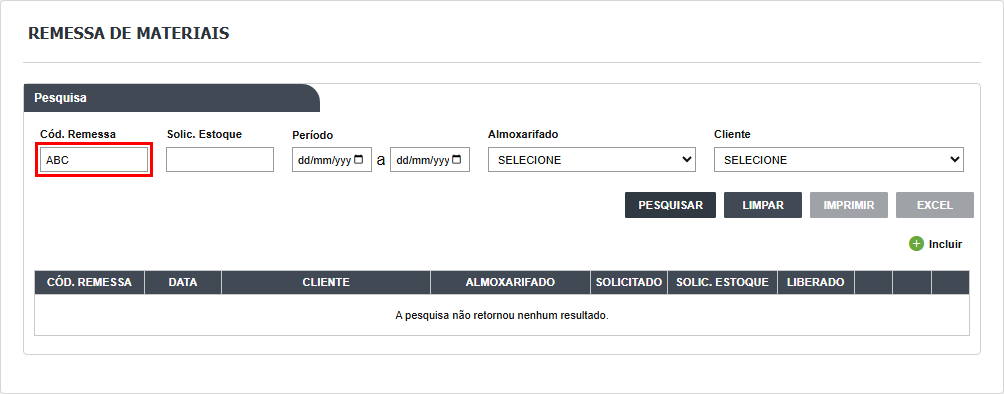 REMESSA DE MATERIAIS
Pesquisa
Cód. Remessa Solic. Estoque Período Almoxarifado Cliente
ABC dd/mm/yyy a dd/mm/yyy SELECIONE SELECIONE
PESQUISAR LIMPAR IMPRIMIR EXCEL
Incluir
CÓD. REMESSA DATA CLIENTE ALMOXARIFADO SOLICITADO SOLIC. ESTOQUE LIBERADO
A pesquisa não retornou nenhum resultado.